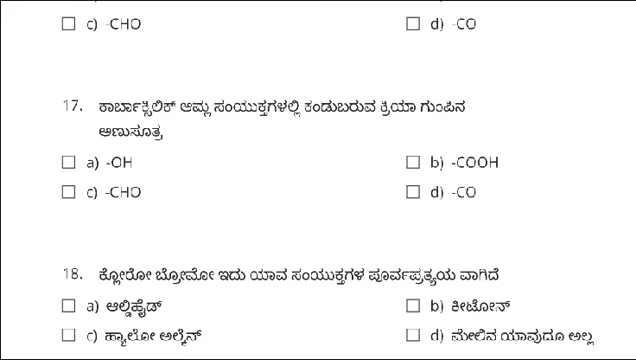 c) -CHO d) -CO
17. ಕಾರ್ಬಾಕ್ಸಿಲಿಕ್ ಆಮ್ಲ ಸಂಯುಕ್ತಗಳಲ್ಲಿ ಕಂಡುಬರುವ ಕ್ರಿಯಾ ಗುಂಪಿನ
ಅಣುಸೂತ್ರ
a) -OH b) -COOH
c) -CHO d) -CO
18. ಕ್ಲೋರೋ ಬ್ರೋಮೋ ಇದು ಯಾವ ಸಂಯುಕ್ತಗಳ ಪೂರ್ವಪ್ರತ್ಯಯ ವಾಗಿದೆ
a) ಆಲ್ಡಿಹೈಡ್ b) ಕೀಟೋನ್
c) ಹ್ಯಾಲೋ ಆಲ್ಕೆನ್ d) ಮೇಲಿನ ಯಾವುದೂ ಅಲ್ಲ